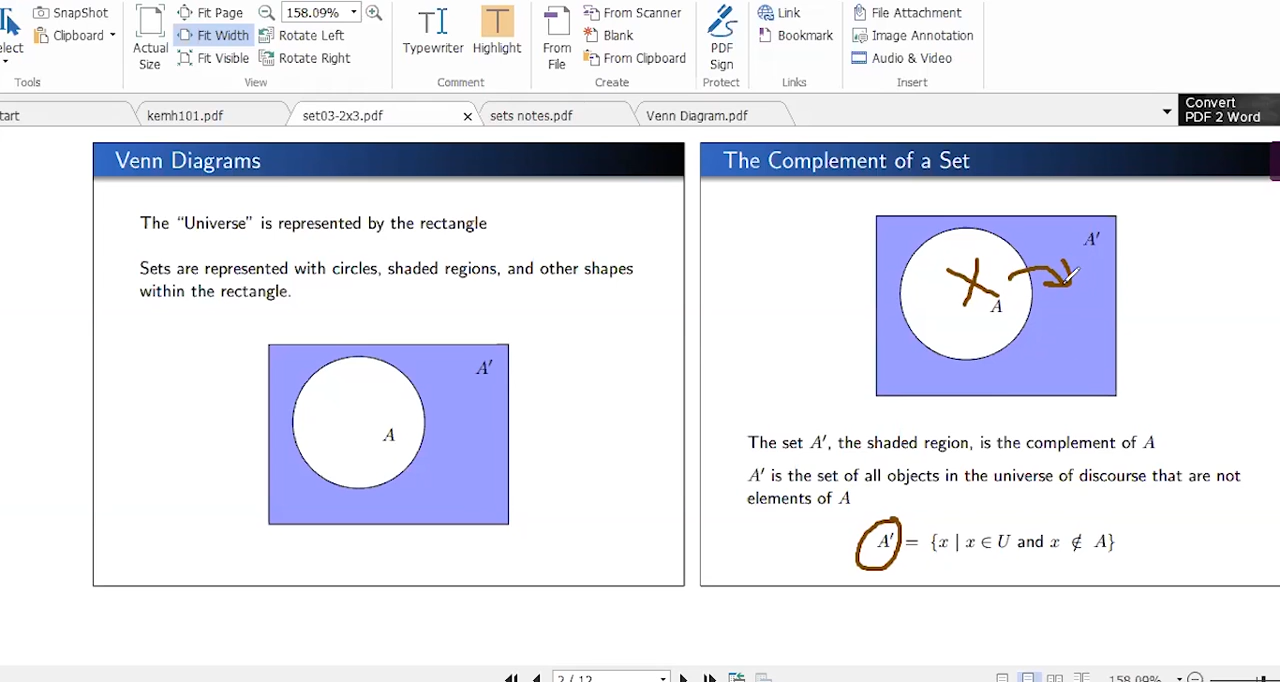 SnapShot
Clipboard
Tools
Actual
Size
Fit Page
Fit Width
Fit Visible
158.09%
Rotate Left
Rotate Right
View
Typewriter
Highlight
Comment
From
File
From Scanner
Blank
From Clipboard
Create
PDF
Sign
Protect
Link
Bookmark
Links
File Attachment
Image Annotation
Audio & Video
Insert
kemh101.pdf
set03-2x3.pdf
sets notes.pdf
Venn Diagram.pdf
Convert
PDF 2 Word
Venn Diagrams
The “Universe” is represented by the rectangle
Sets are represented with circles, shaded regions, and other shapes
within the rectangle.
A′
A
The Complement of a Set
A′
A
The set A′, the shaded region, is the complement of A
A′ is the set of all objects in the universe of discourse that are not
elements of A
A′ = {x | x ∈ U and x ∉ A}
2 / 12
158.09%